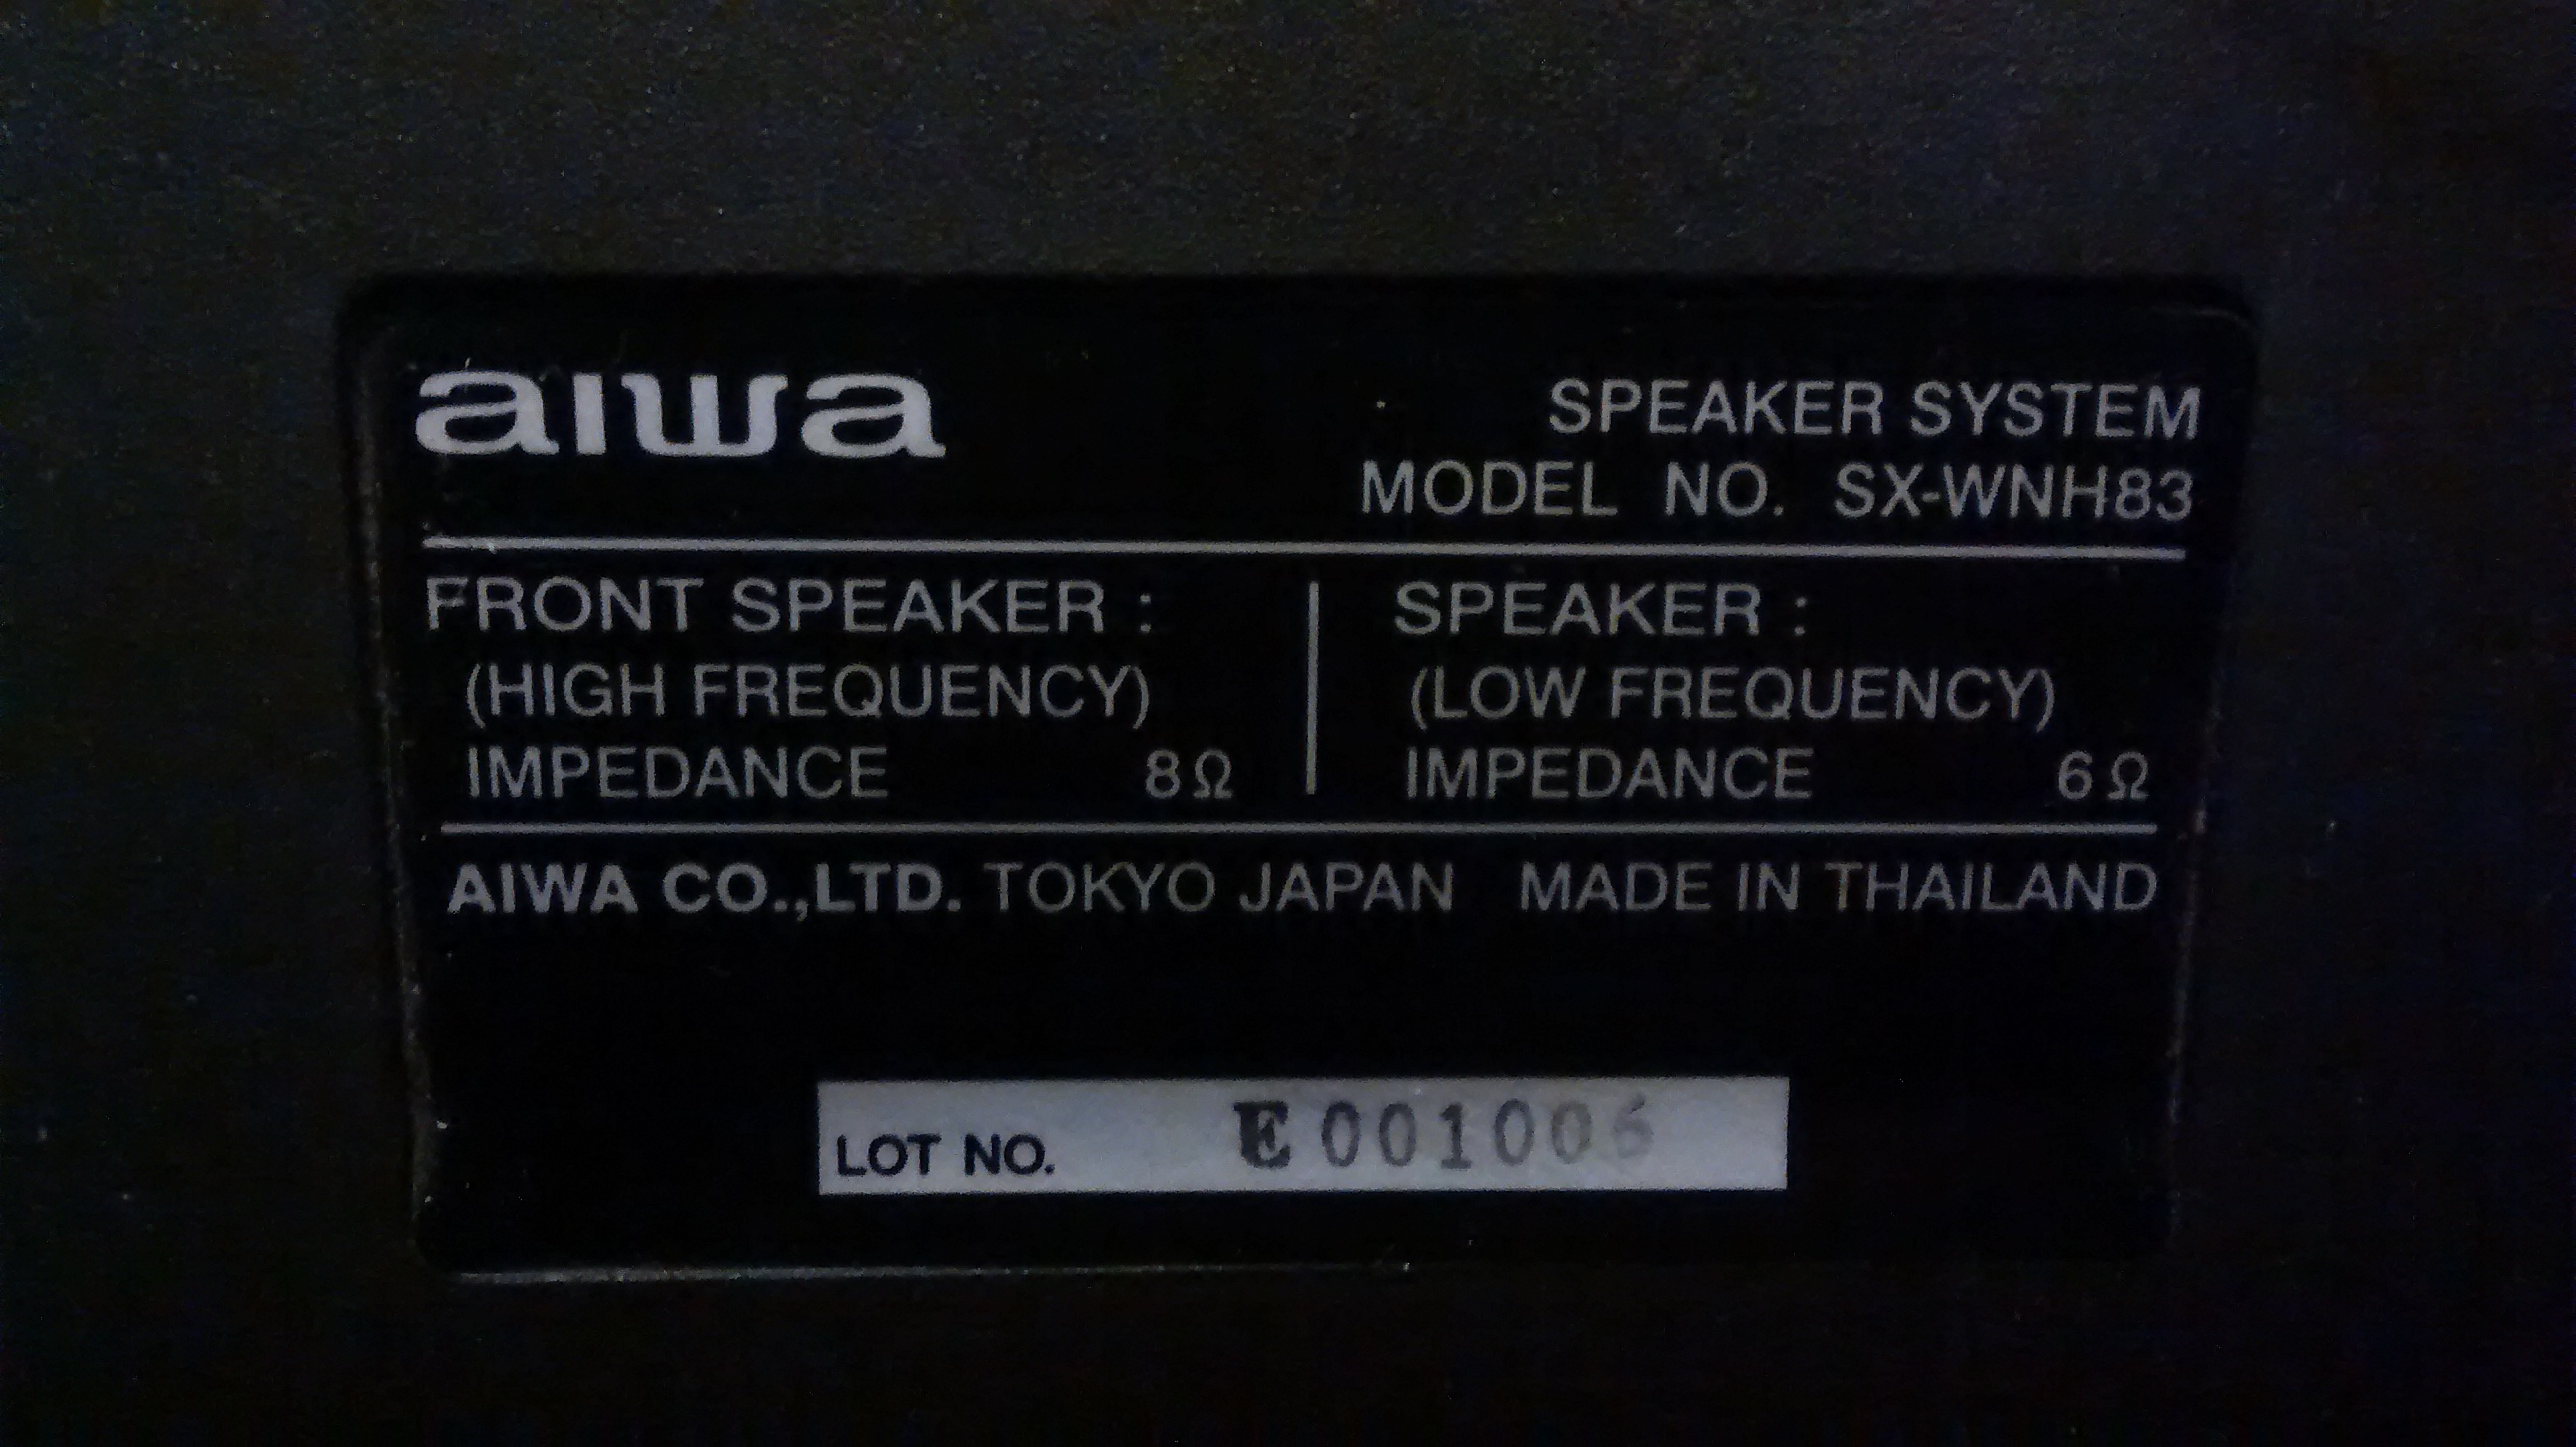 aiwa
SPEAKER SYSTEM
MODEL NO. SX-WNH83
FRONT SPEAKER :
(HIGH FREQUENCY)
IMPEDANCE 8Ω
SPEAKER :
(LOW FREQUENCY)
IMPEDANCE 6Ω
AIWA CO.,LTD. TOKYO JAPAN MADE IN THAILAND
LOT NO. E001006